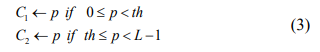 C₁ ← p if 0 ≤ p < th
C₂ ← p if th ≤ p < L − 1 (3)